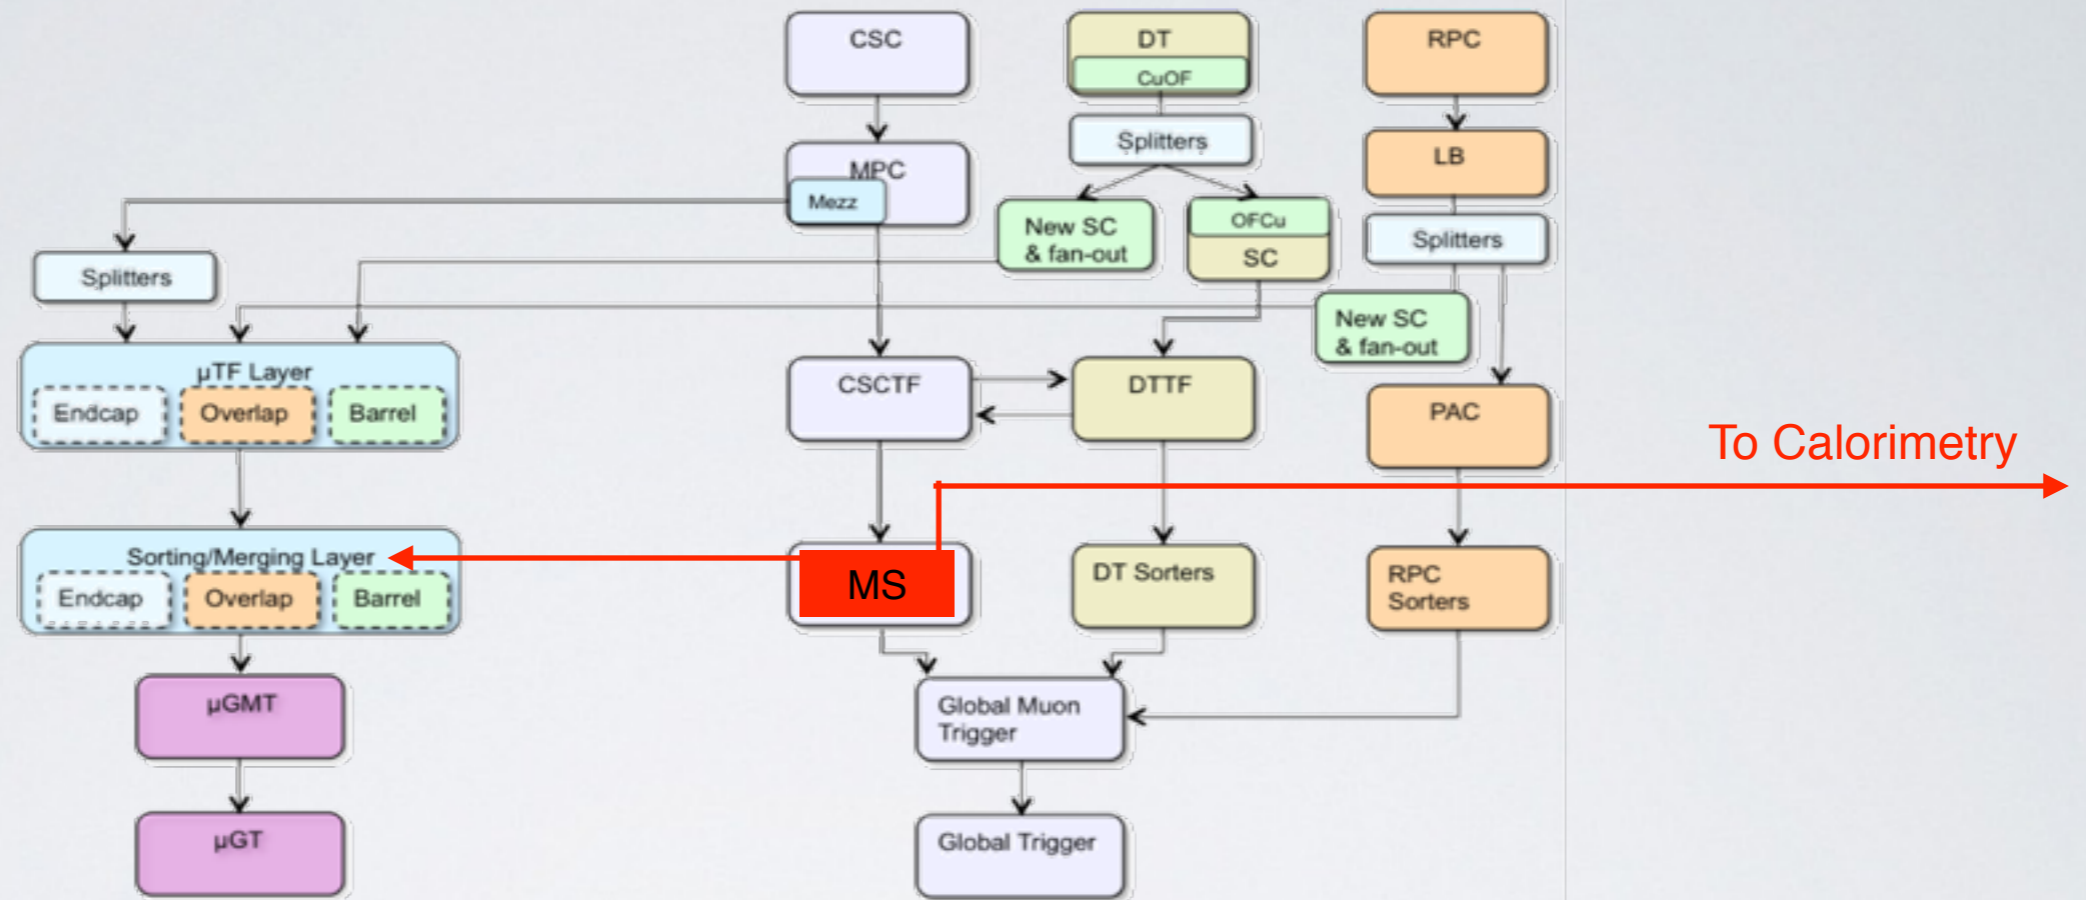 CSC
DT
RPC
CuOF
Splitters
LB
MPC
Mezz
New SC
& fan-out
OFCu
SC
Splitters
Splitters
New SC
& fan-out
µTF Layer
Endcap
Overlap
Barrel
CSCTF
DTTF
PAC
To Calorimetry
Sorting/Merging Layer
Endcap
Overlap
Barrel
MS
DT Sorters
RPC
Sorters
µGMT
Global Muon
Trigger
µGT
Global Trigger